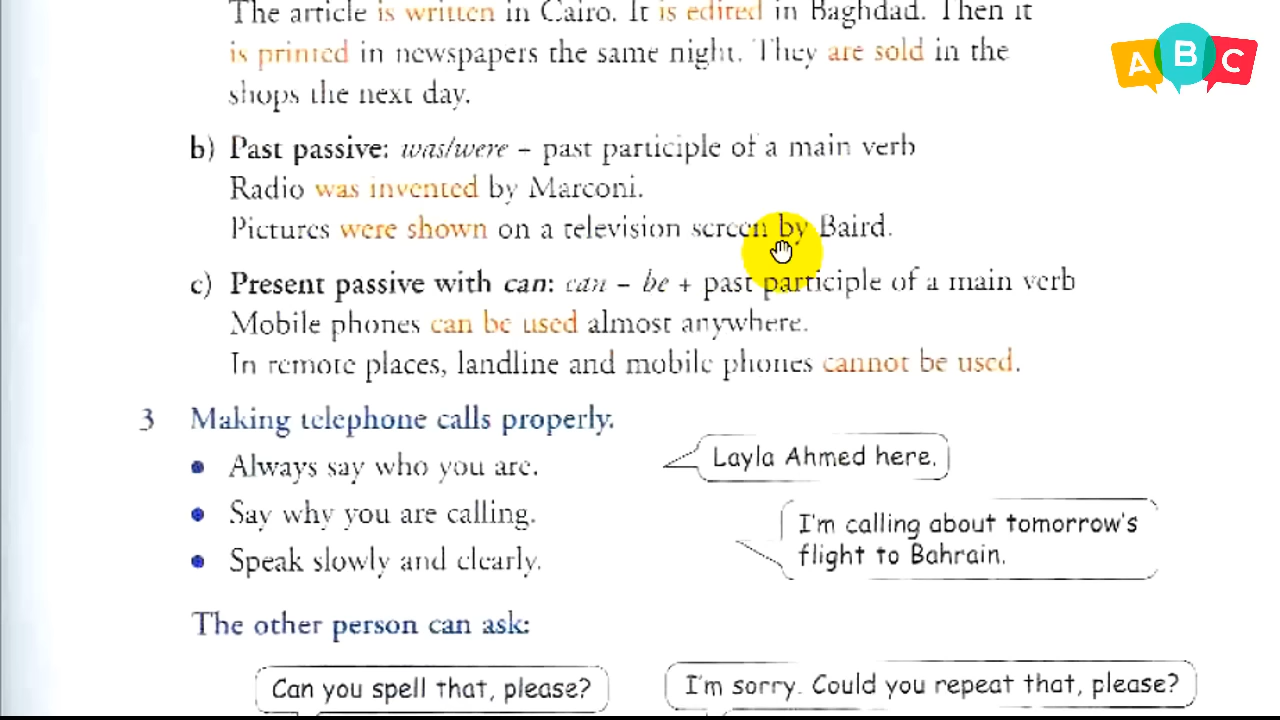 The article is written in Cairo. It is edited in Baghdad. Then it
is printed in newspapers the same night. They are sold in the
shops the next day.
ABC
b) Past passive: was/were - past participle of a main verb
Radio was invented by Marconi.
Pictures were shown on a television screen by Baird.
c) Present passive with can: can - be + past participle of a main verb
Mobile phones can be used almost anywhere.
In remote places, landline and mobile phones cannot be used.
3 Making telephone calls properly.
• Always say who you are.
Layla Ahmed here.
• Say why you are calling.
I'm calling about tomorrow's
flight to Bahrain.
• Speak slowly and clearly.
The other person can ask:
Can you spell that, please?
I'm sorry. Could you repeat that, please?